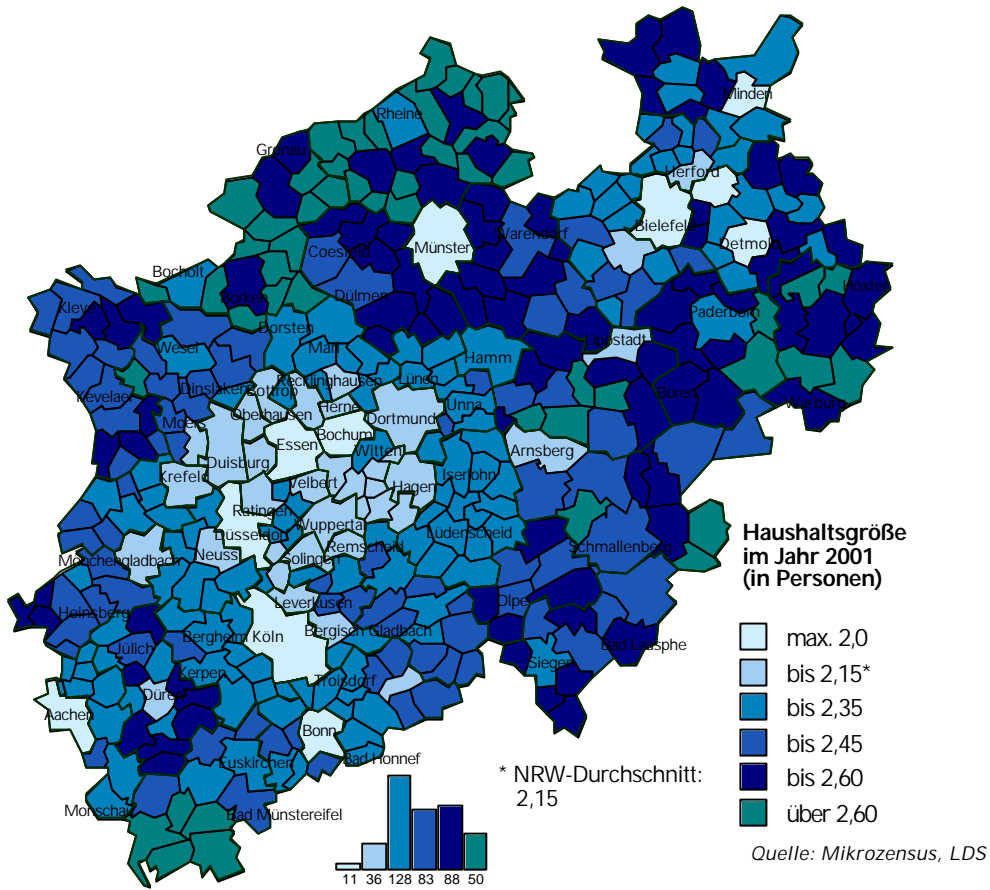 Minden
Rheine
Gronau
Herford
Bielefeld
Warendorf
Münster
Detmold
Coesfeld
Bocholt
Höxter
Borken
Dülmen
Kleve
Paderborn
Dorsten
Lippstadt
Wesel
Marl
Hamm
Recklinghausen
Lünen
Dinslaken
Bottrop
Büren
Kevelaer
Warburg
Herne
Unna
Oberhausen
Dortmund
Moers
Bochum
Essen
Witten
Arnsberg
Duisburg
Krefeld
Iserlohn
Velbert
Hagen
Ratingen
Wuppertal
Düsseldorf
Lüdenscheid
Haushaltsgröße
im Jahr 2001
(in Personen)
Neuss
Remscheid
Schmallenberg
Mönchengladbach
Solingen
Leverkusen
Olpe
Heinsberg
Bergheim
Köln
Bergisch Gladbach
max. 2,0
Jülich
Bad Laasphe
Siegen
bis 2,15*
Kerpen
Troisdorf
Düren
bis 2,35
Aachen
Bonn
bis 2,45
Bad Honnef
Euskirchen
* NRW-Durchschnitt:
2,15
bis 2,60
Monschau
Bad Münstereifel
über 2,60
11 36 128 83 88 50
Quelle: Mikrozensus, LDS